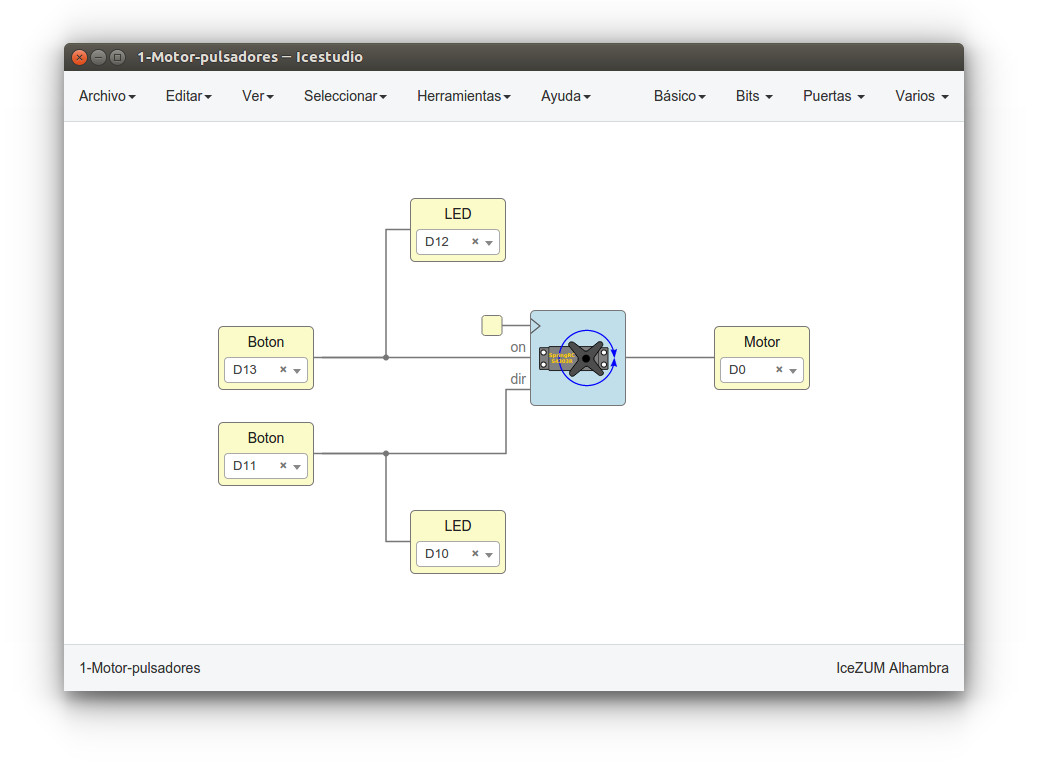 1-Motor-pulsadores — Icestudio
Archivo Editar Ver Seleccionar Herramientas Ayuda Básico Bits Puertas Varios
LED
D12
Boton
D13
on
dir
SpringRC
Motor
D0
Boton
D11
LED
D10
1-Motor-pulsadores IceZUM Alhambra